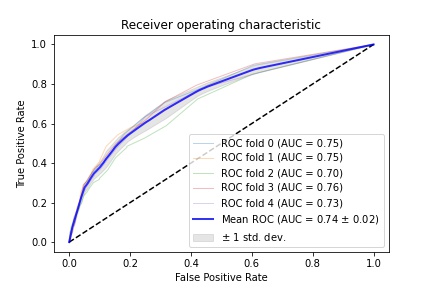 Receiver operating characteristic
True Positive Rate
1.0
0.8
0.6
0.4
0.2
0.0
ROC fold 0 (AUC = 0.75)
ROC fold 1 (AUC = 0.75)
ROC fold 2 (AUC = 0.70)
ROC fold 3 (AUC = 0.76)
ROC fold 4 (AUC = 0.73)
Mean ROC (AUC = 0.74 ± 0.02)
± 1 std. dev.
0.0 0.2 0.4 0.6 0.8 1.0
False Positive Rate